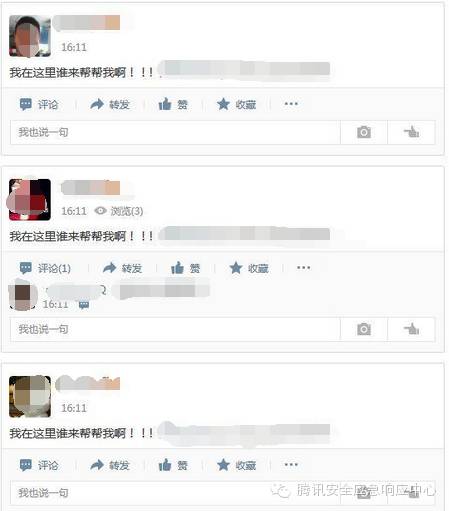 16:11
我在这里谁来帮帮我啊！！！
评论 转发 赞 收藏 ···
我也说一句
16:11 浏览(3)
我在这里谁来帮帮我啊！！！
评论(1) 转发 赞 收藏 ···
16:11
我也说一句
16:11
我在这里谁来帮帮我啊！！！
评论 转发 赞 收藏 ···
我也说一句
腾讯安全应急响应中心